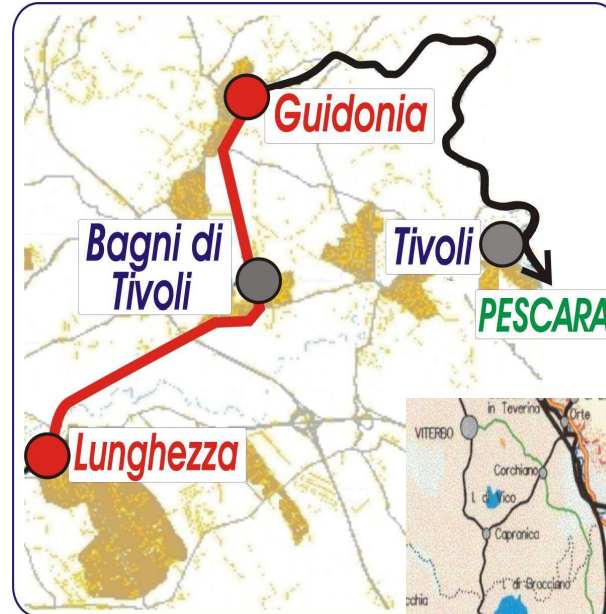 Guidonia
Bagni di
Tivoli
Tivoli
PESCARA
Lunghezza
in Teverina
Orte
VITERBO
Corchiano
l. di Vico
Capranica
l. di Bracciano